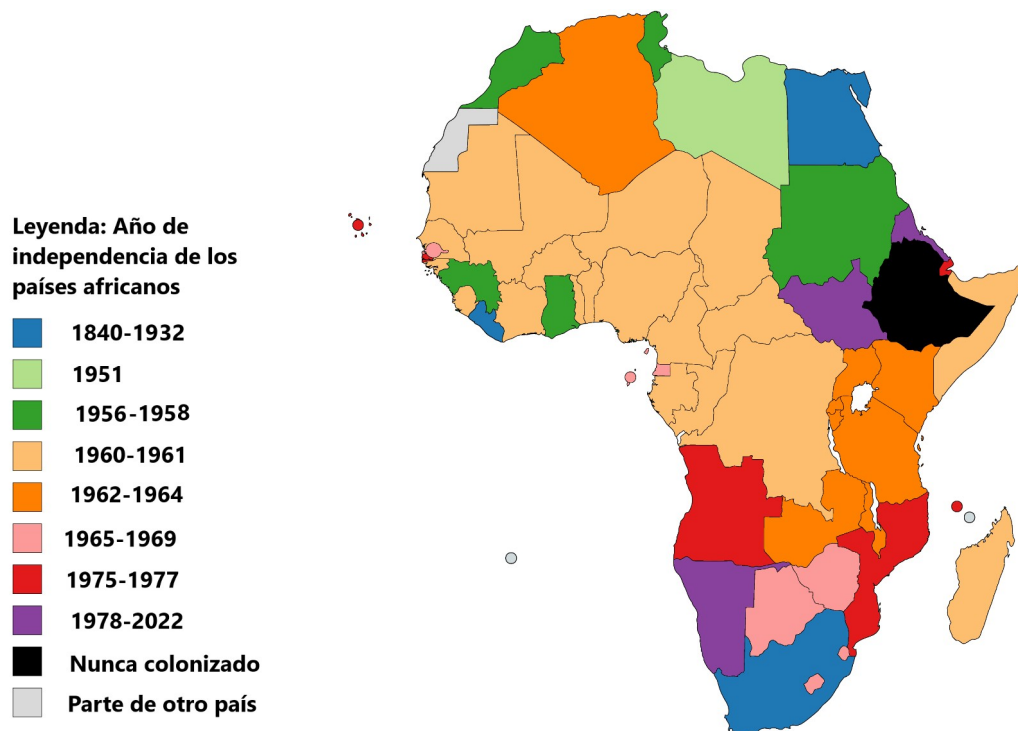 Leyenda: Año de
independencia de los
países africanos
1840-1932
1951
1956-1958
1960-1961
1962-1964
1965-1969
1975-1977
1978-2022
Nunca colonizado
Parte de otro país